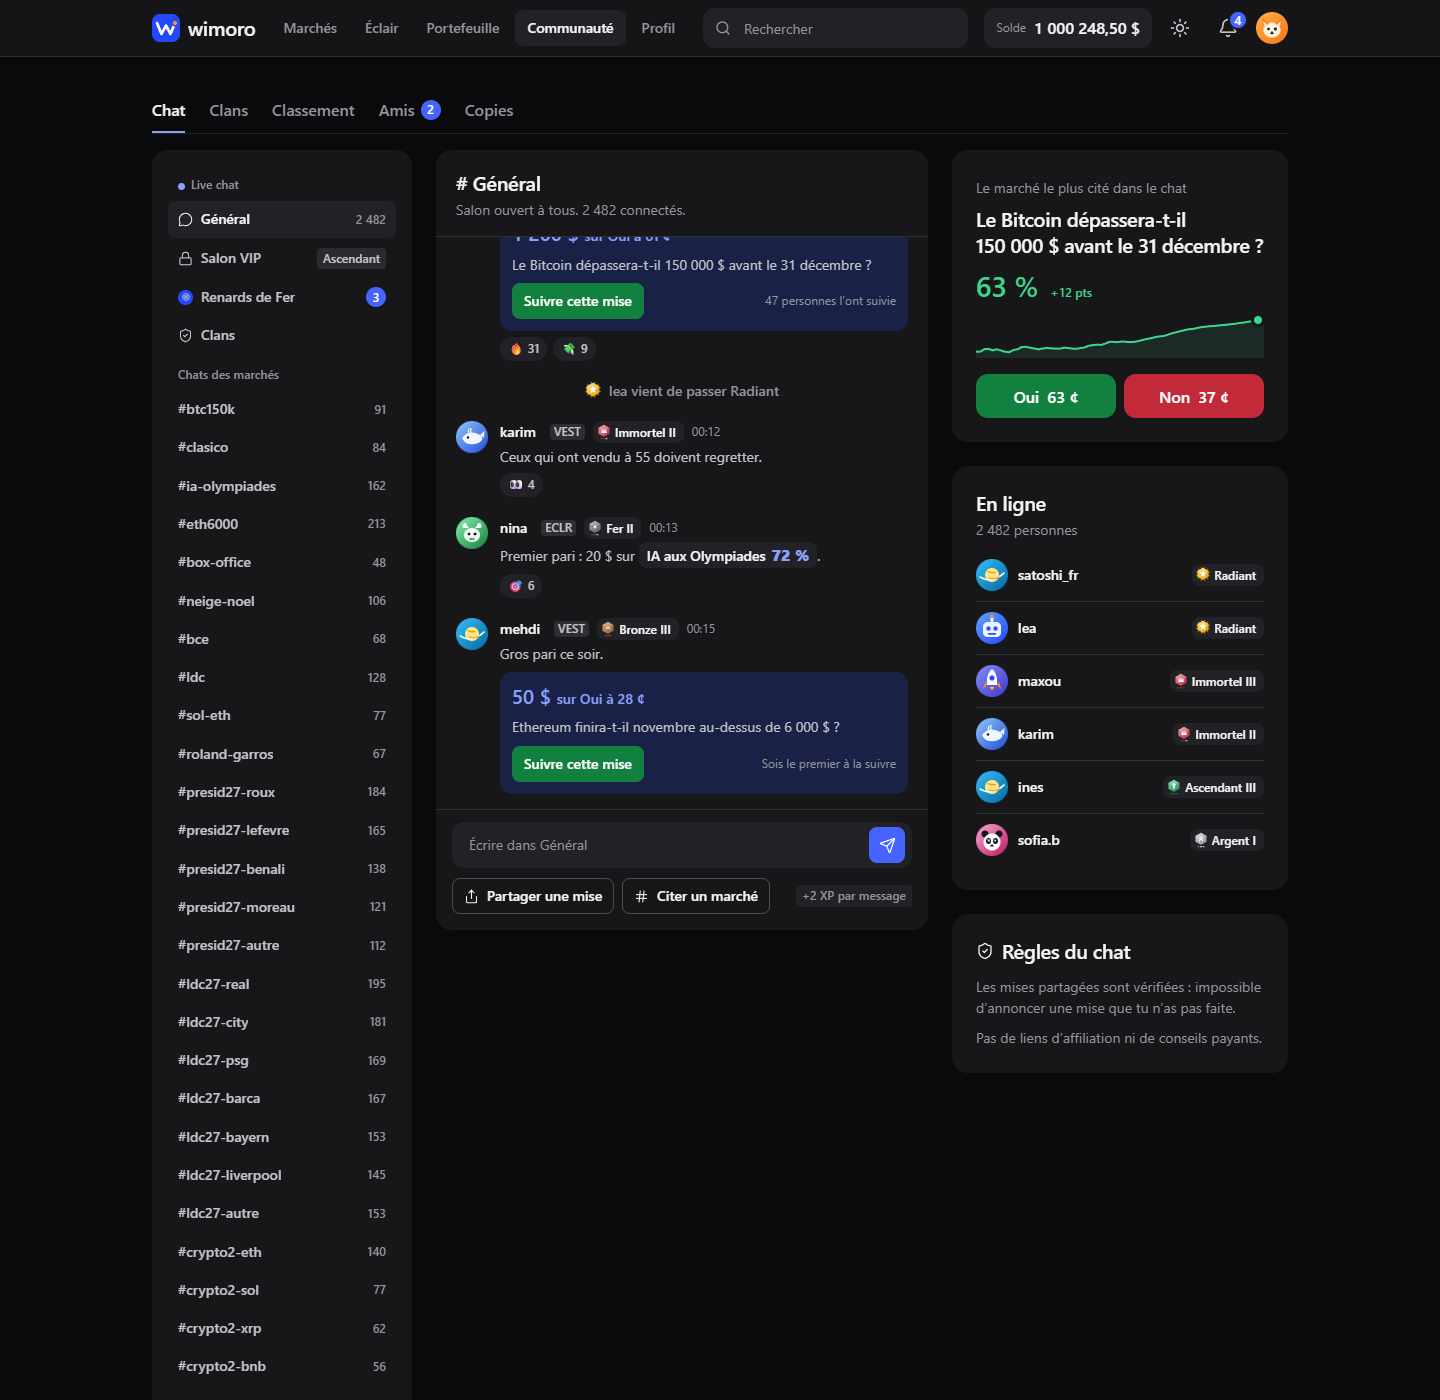 wimoro
Marchés
Éclair
Portefeuille
Communauté
Profil
Rechercher
Solde 1 000 248,50 $
4
Chat
Clans
Classement
Amis 2
Copies
Live chat
Général 2 482
Salon VIP Ascendant
Renards de Fer 3
Clans
Chats des marchés
#btc150k 91
#clasico 84
#ia-olympiades 162
#eth6000 213
#box-office 48
#neige-noel 106
#bce 68
#ldc 128
#sol-eth 77
#roland-garros 67
#presid27-roux 184
#presid27-lefevre 165
#presid27-benali 138
#presid27-moreau 121
#presid27-autre 112
#ldc27-real 195
#ldc27-city 181
#ldc27-psg 169
#ldc27-barca 167
#ldc27-bayern 153
#ldc27-liverpool 145
#ldc27-autre 153
#crypto2-eth 140
#crypto2-sol 77
#crypto2-xrp 62
#crypto2-bnb 56
# Général
Salon ouvert à tous. 2 482 connectés.
sur Oui à 61 ¢
Le Bitcoin dépassera-t-il 150 000 $ avant le 31 décembre ?
Suivre cette mise
47 personnes l'ont suivie
31 9
lea vient de passer Radiant
karim VEST Immortel II 00:12
Ceux qui ont vendu à 55 doivent regretter.
4
nina ECLR Fer II 00:13
Premier pari : 20 $ sur IA aux Olympiades 72 % .
6
mehdi VEST Bronze III 00:15
Gros pari ce soir.
50 $ sur Oui à 28 ¢
Ethereum finira-t-il novembre au-dessus de 6 000 $ ?
Suivre cette mise
Sois le premier à la suivre
Écrire dans Général
Partager une mise
Citer un marché
+2 XP par message
Le marché le plus cité dans le chat
Le Bitcoin dépassera-t-il
150 000 $ avant le 31 décembre ?
63 % +12 pts
Oui 63 ¢
Non 37 ¢
En ligne
2 482 personnes
satoshi_fr Radiant
lea Radiant
maxou Immortel III
karim Immortel II
ines Ascendant III
sofia.b Argent I
Règles du chat
Les mises partagées sont vérifiées : impossible
d'annoncer une mise que tu n'as pas faite.
Pas de liens d'affiliation ni de conseils payants.